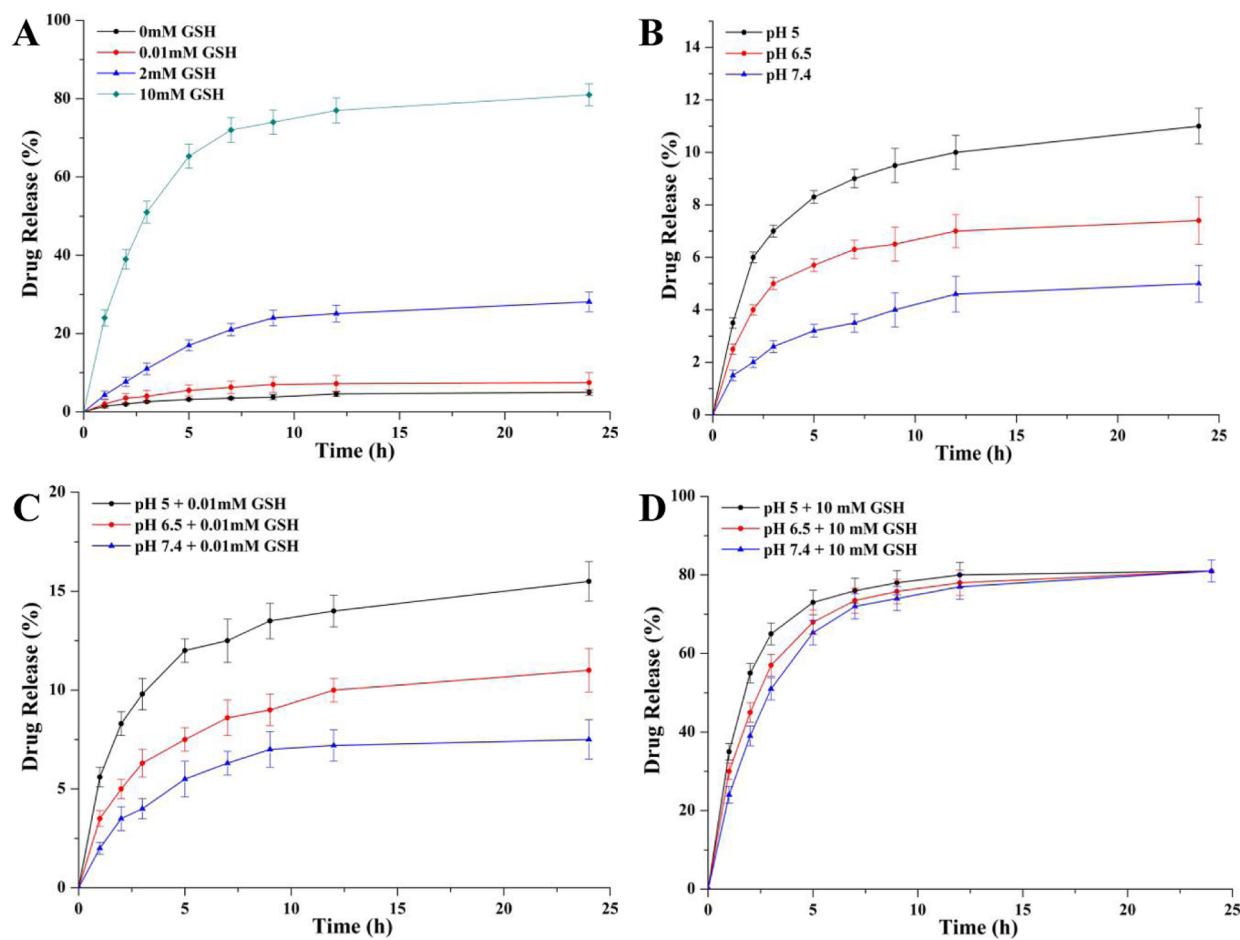 A
0mM GSH
0.01mM GSH
2mM GSH
10mM GSH
100
80
60
40
20
0
Drug Release (%)
0 5 10 15 20 25
Time (h)
B
pH 5
pH 6.5
pH 7.4
14
12
10
8
6
4
2
0
Drug Release (%)
0 5 10 15 20 25
Time (h)
C
pH 5 + 0.01mM GSH
pH 6.5 + 0.01mM GSH
pH 7.4 + 0.01mM GSH
20
15
10
5
0
Drug Release (%)
0 5 10 15 20 25
Time (h)
D
pH 5 + 10 mM GSH
pH 6.5 + 10 mM GSH
pH 7.4 + 10 mM GSH
100
80
60
40
20
0
Drug Release (%)
0 5 10 15 20 25
Time (h)